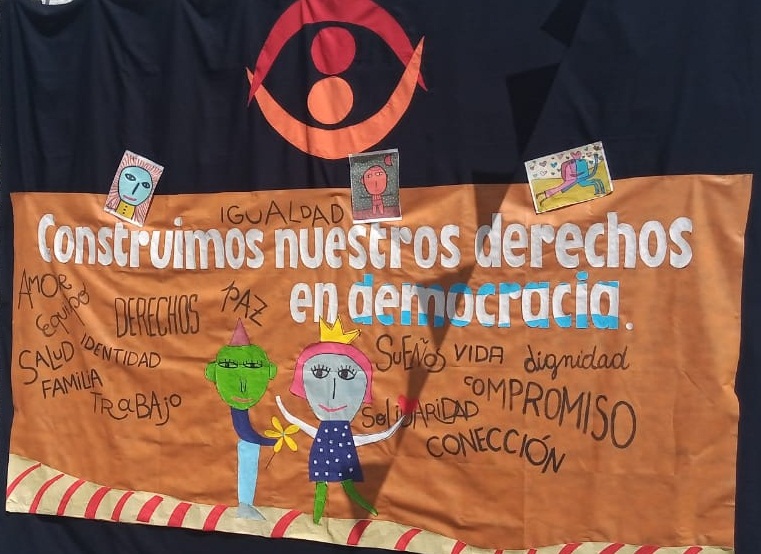 IGUALDAD
Construimos nuestros derechos
en democracia.
AMOR
Equipo
DERECHOS
PAZ
SALUD
IDENTIDAD
FAMILIA
TRaBAJo
SUEÑOS
VIDA
dignidad
COMPROMISO
SoLiDARiDAD
CONECCIÓN